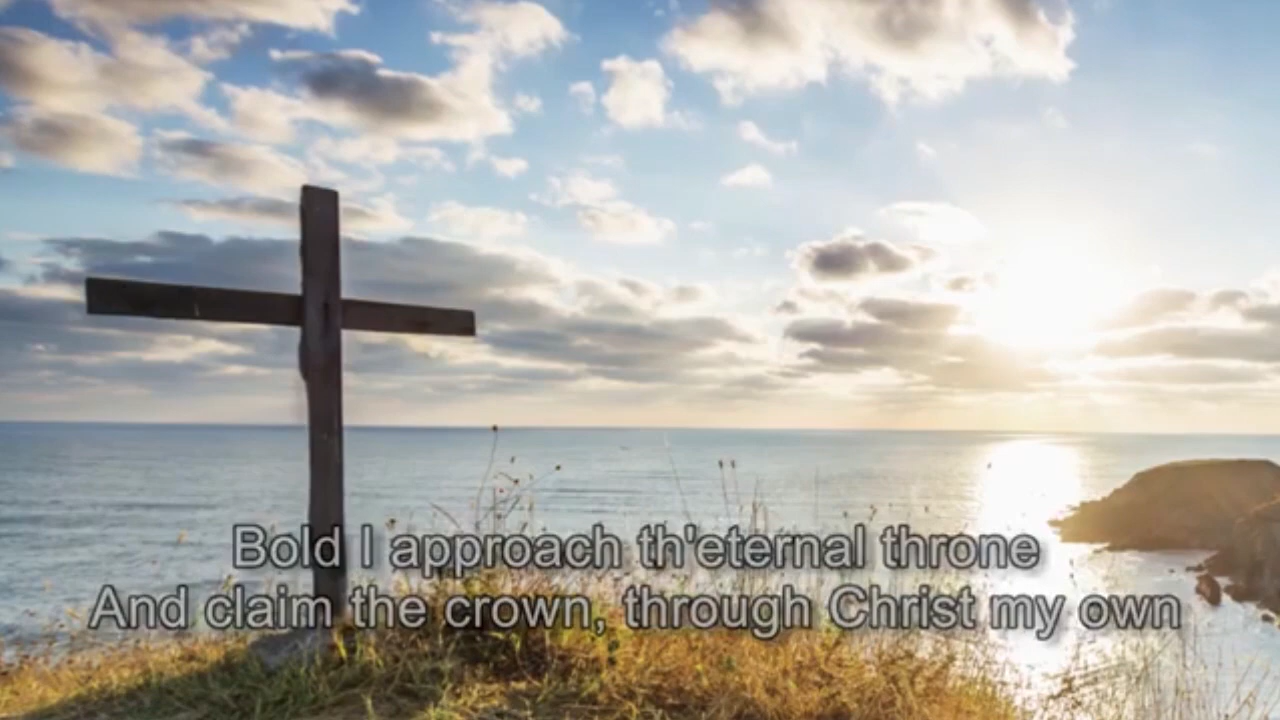 Bold I approach th'eternal throne
And claim the crown, through Christ my own